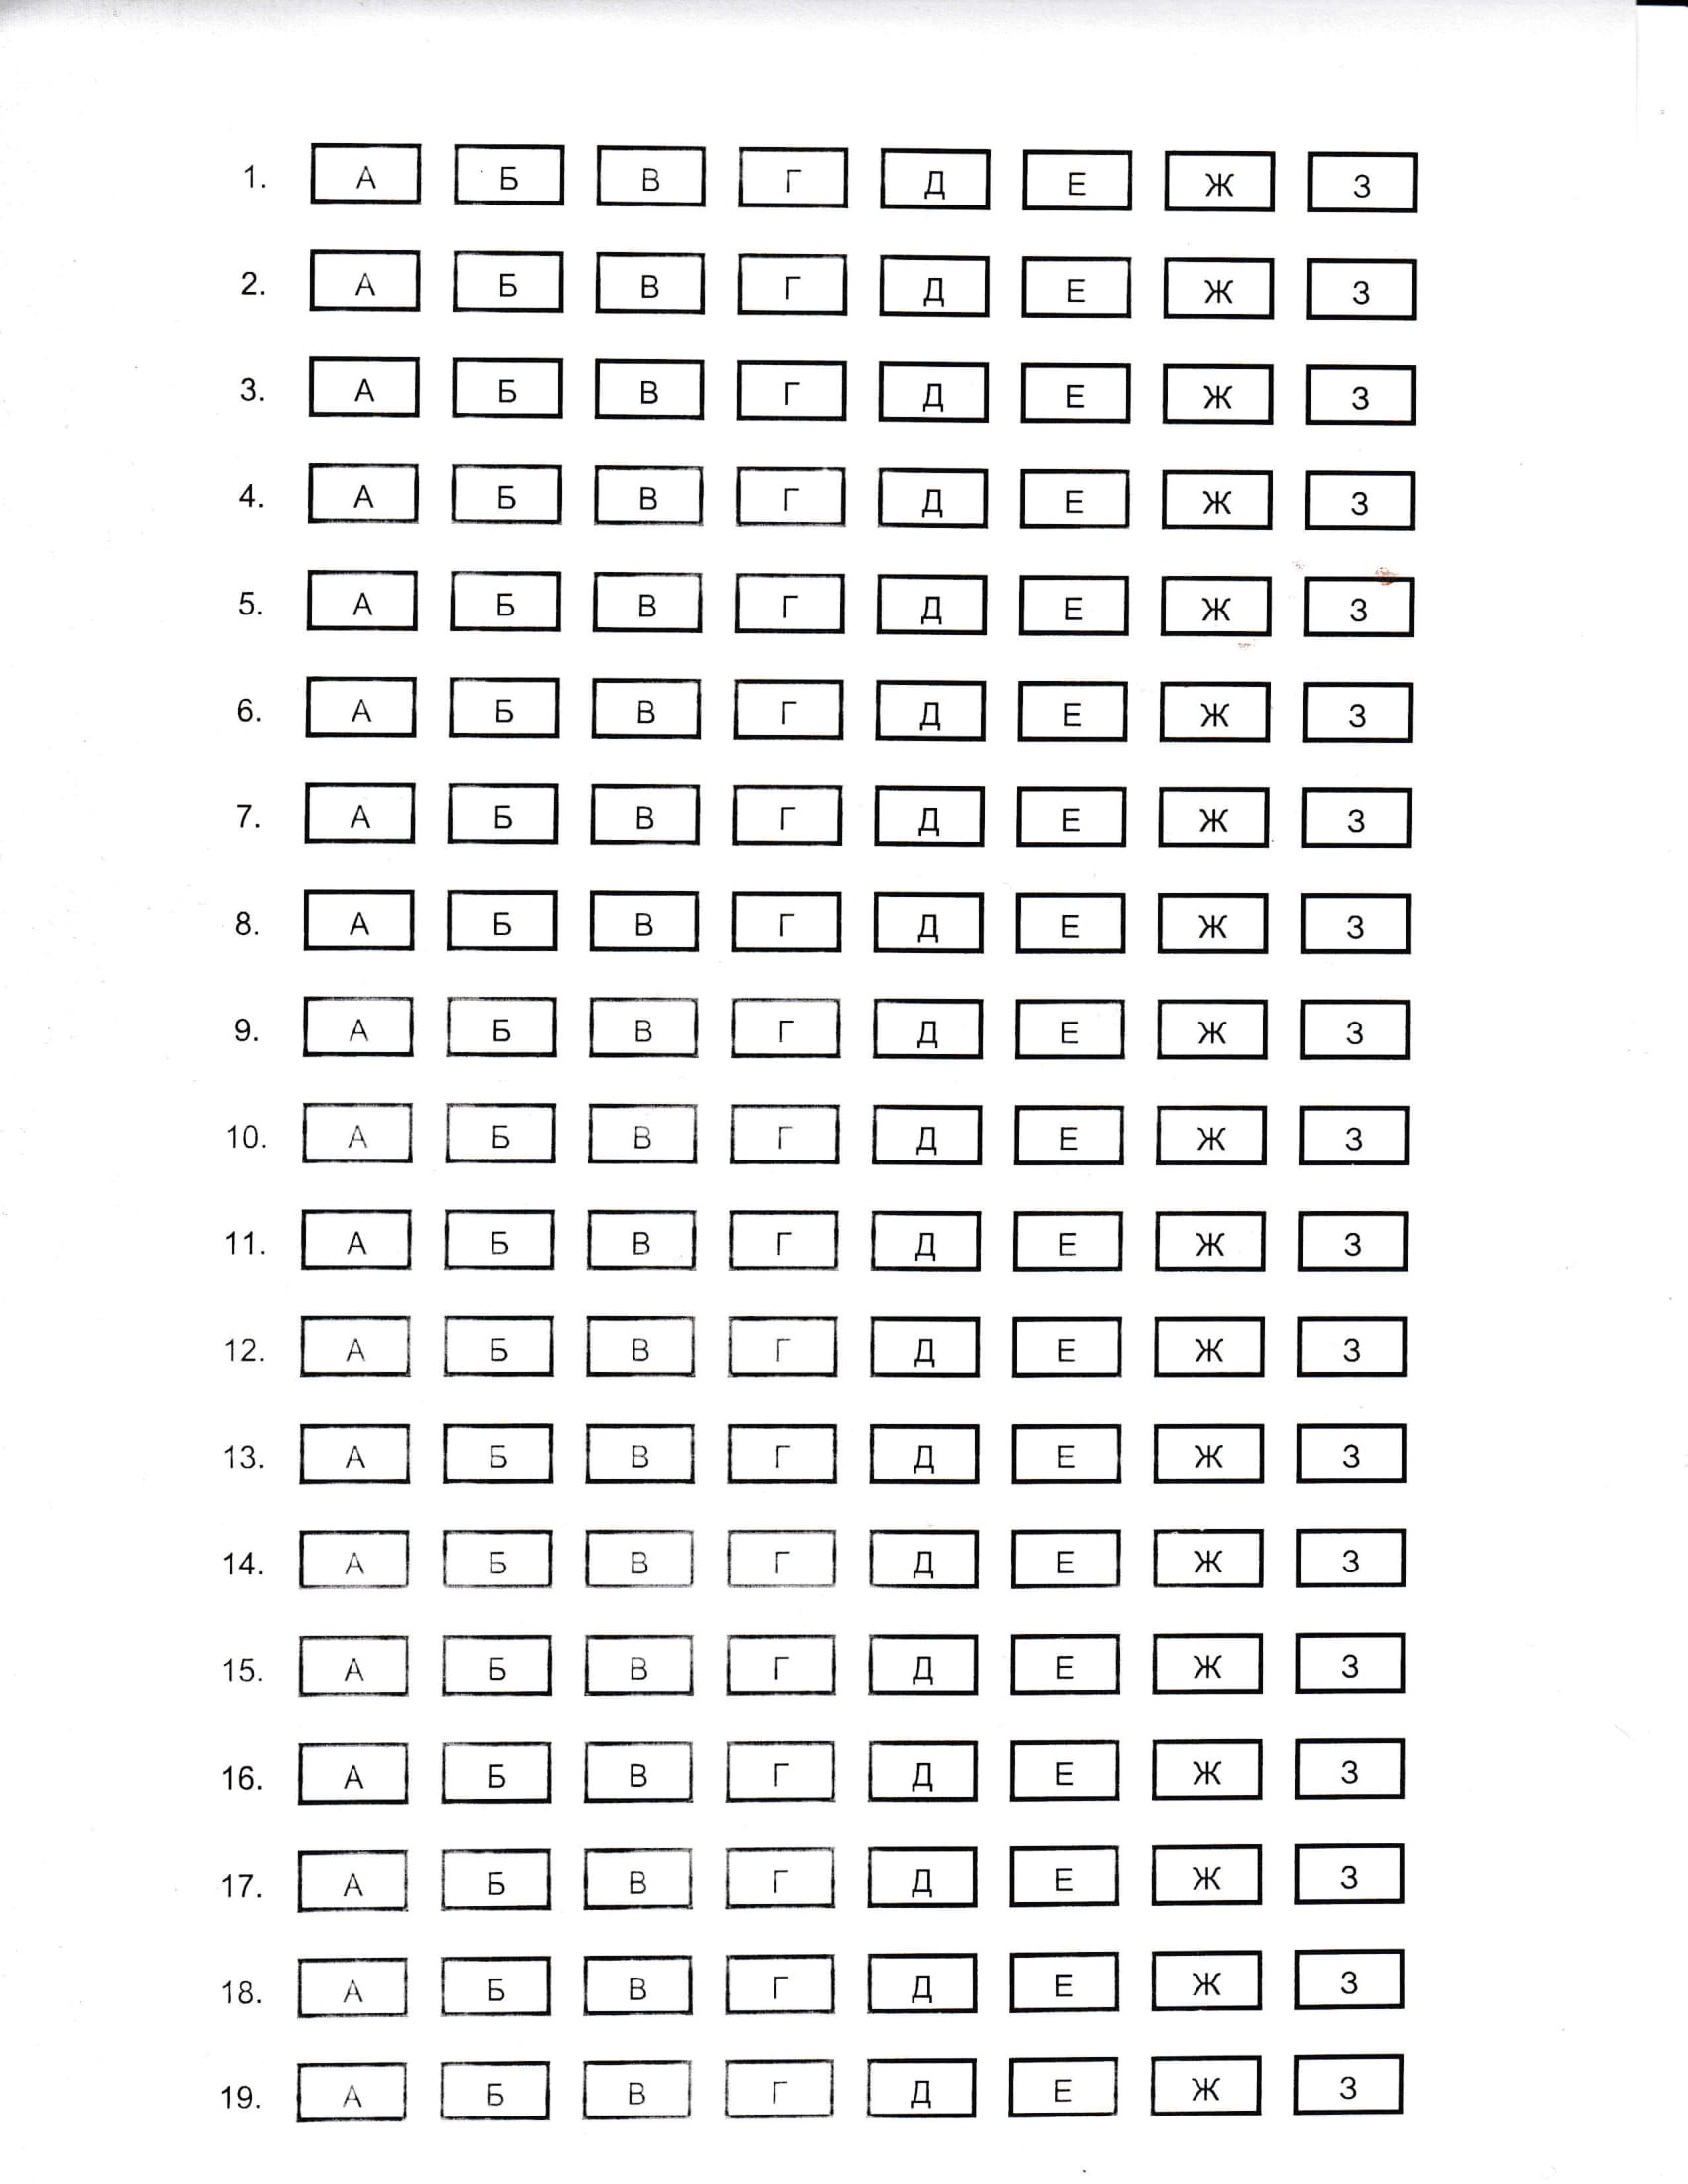 1. А Б В Г Д Е Ж З
2. А Б В Г Д Е Ж З
3. А Б В Г Д Е Ж З
4. А Б В Г Д Е Ж З
5. А Б В Г Д Е Ж З
6. А Б В Г Д Е Ж З
7. А Б В Г Д Е Ж З
8. А Б В Г Д Е Ж З
9. А Б В Г Д Е Ж З
10. А Б В Г Д Е Ж З
11. А Б В Г Д Е Ж З
12. А Б В Г Д Е Ж З
13. А Б В Г Д Е Ж З
14. А Б В Г Д Е Ж З
15. А Б В Г Д Е Ж З
16. А Б В Г Д Е Ж З
17. А Б В Г Д Е Ж З
18. А Б В Г Д Е Ж З
19. А Б В Г Д Е Ж З